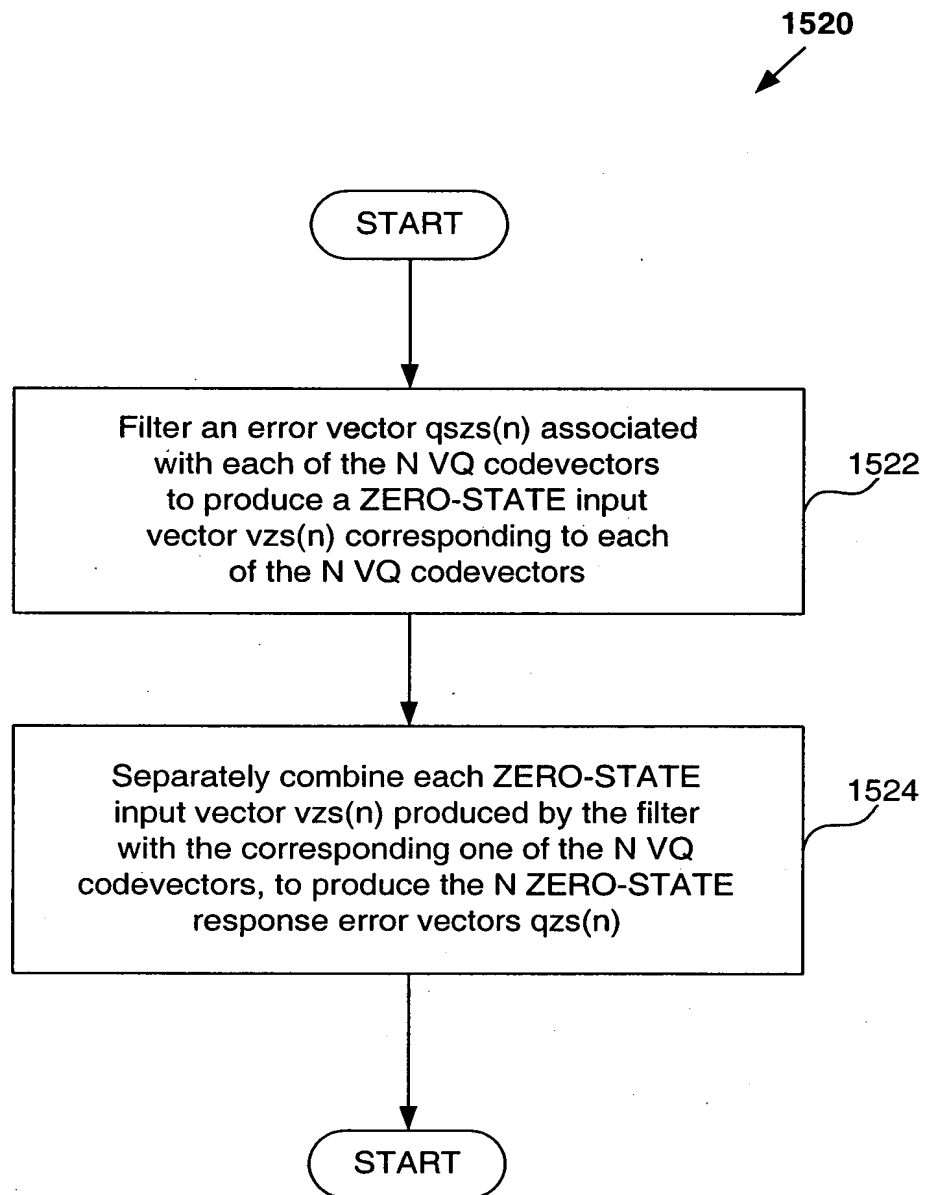 1520
START
Filter an error vector qszs(n) associated
with each of the N VQ codevectors
to produce a ZERO-STATE input
vector vzs(n) corresponding to each
of the N VQ codevectors
1522
Separately combine each ZERO-STATE
input vector vzs(n) produced by the filter
with the corresponding one of the N VQ
codevectors, to produce the N ZERO-STATE
response error vectors qzs(n)
1524
START